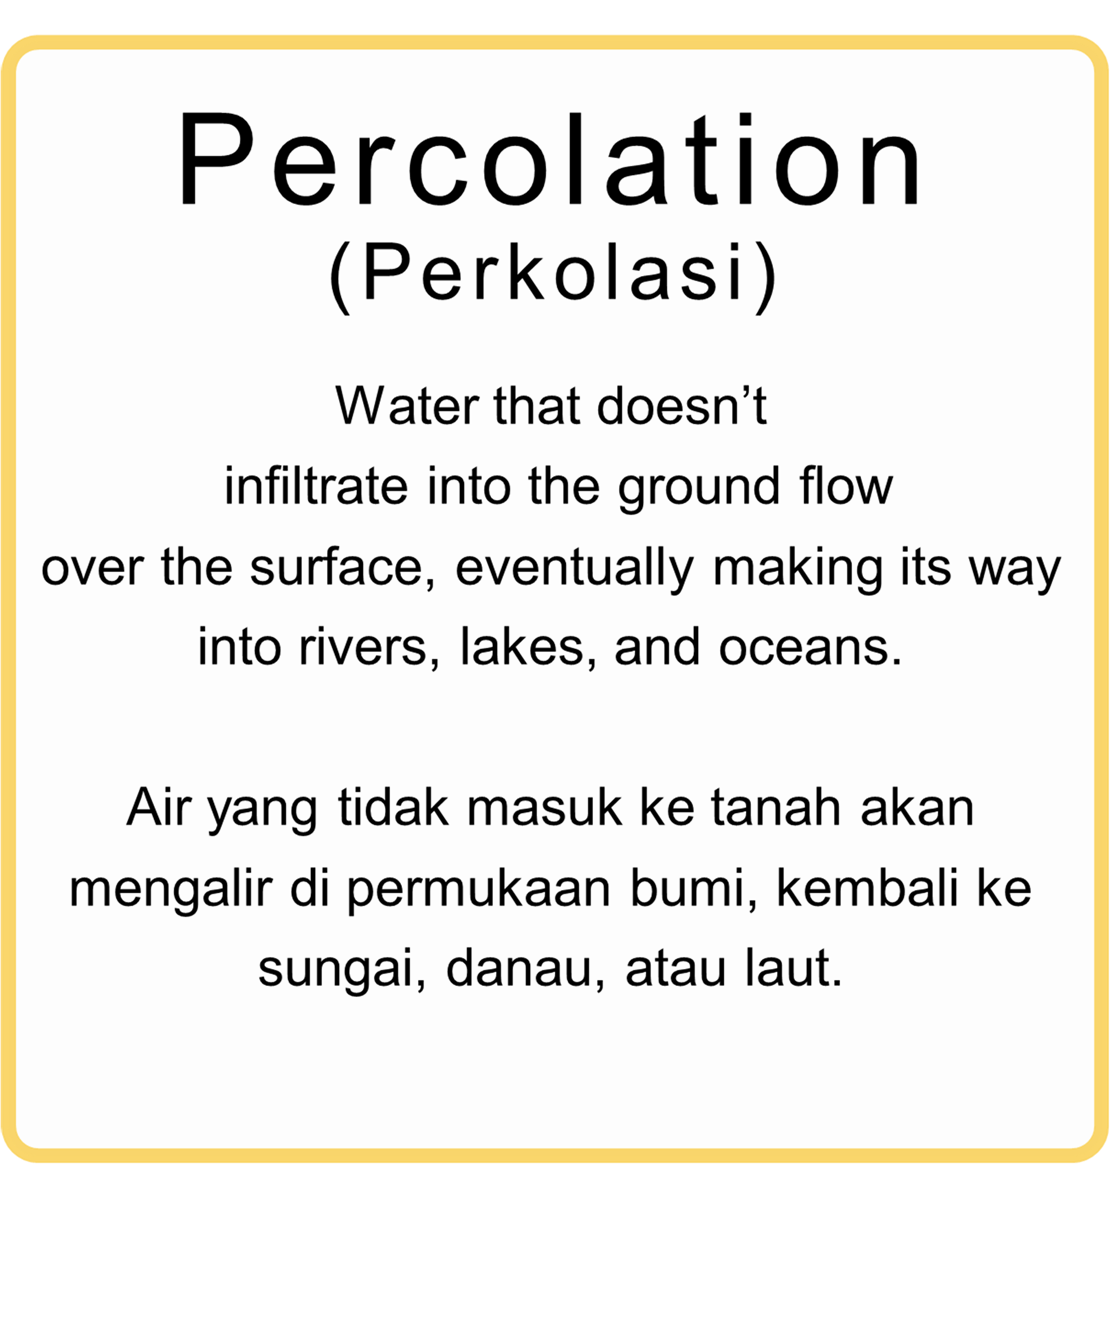 Percolation
(Perkolasi)
Water that doesn’t
infiltrate into the ground flow
over the surface, eventually making its way
into rivers, lakes, and oceans.
Air yang tidak masuk ke tanah akan
mengalir di permukaan bumi, kembali ke
sungai, danau, atau laut.